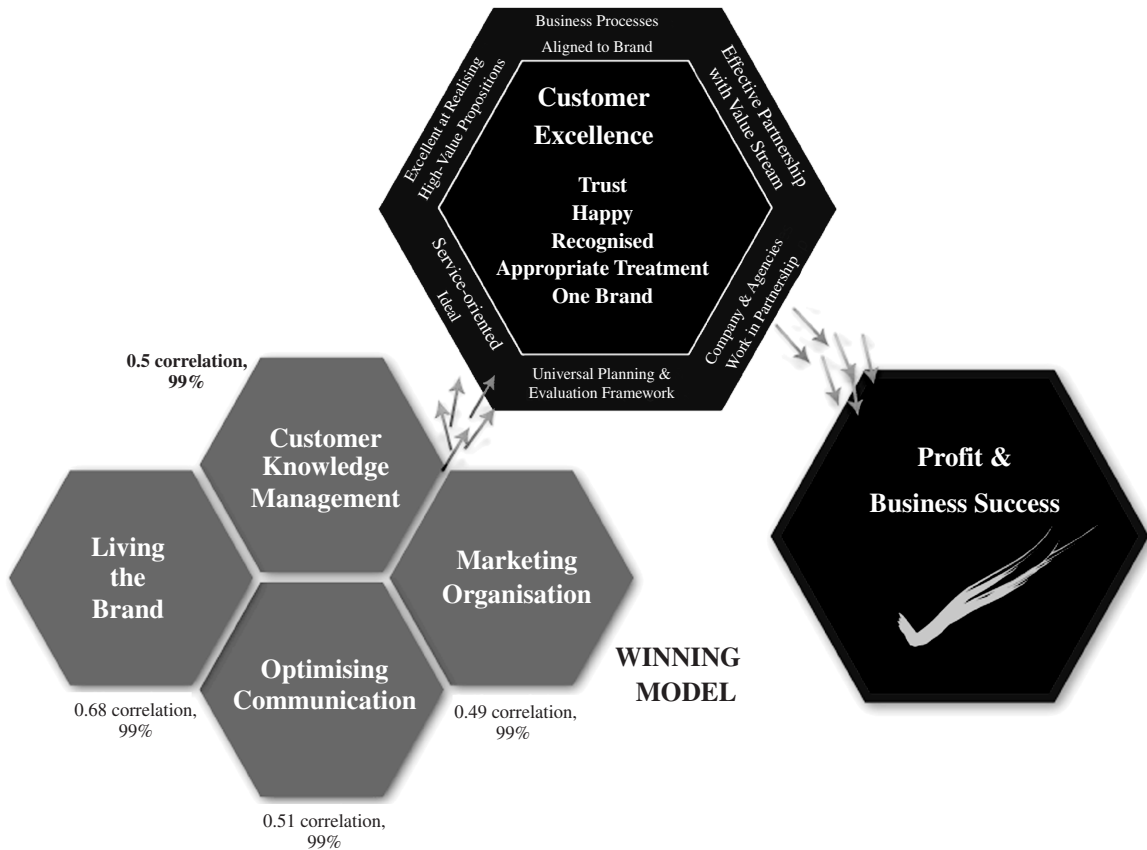 Business Processes
Aligned to Brand
Excellent at Realising
High-Value Propositions
Effective Partnership
with Value Stream
Customer
Excellence
Trust
Happy
Recognised
Appropriate Treatment
One Brand
Service-oriented
Ideal
Company & Agencies
Work in Partnership
Universal Planning &
Evaluation Framework
0.5 correlation,
99%
Customer
Knowledge
Management
Living
the
Brand
Marketing
Organisation
Optimising
Communication
0.68 correlation,
99%
0.49 correlation,
99%
0.51 correlation,
99%
WINNING
MODEL
Profit &
Business Success